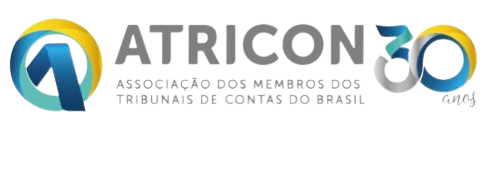 ATRICON 30
ASSOCIAÇÃO DOS MEMBROS DOS
TRIBUNAIS DE CONTAS DO BRASIL
anos